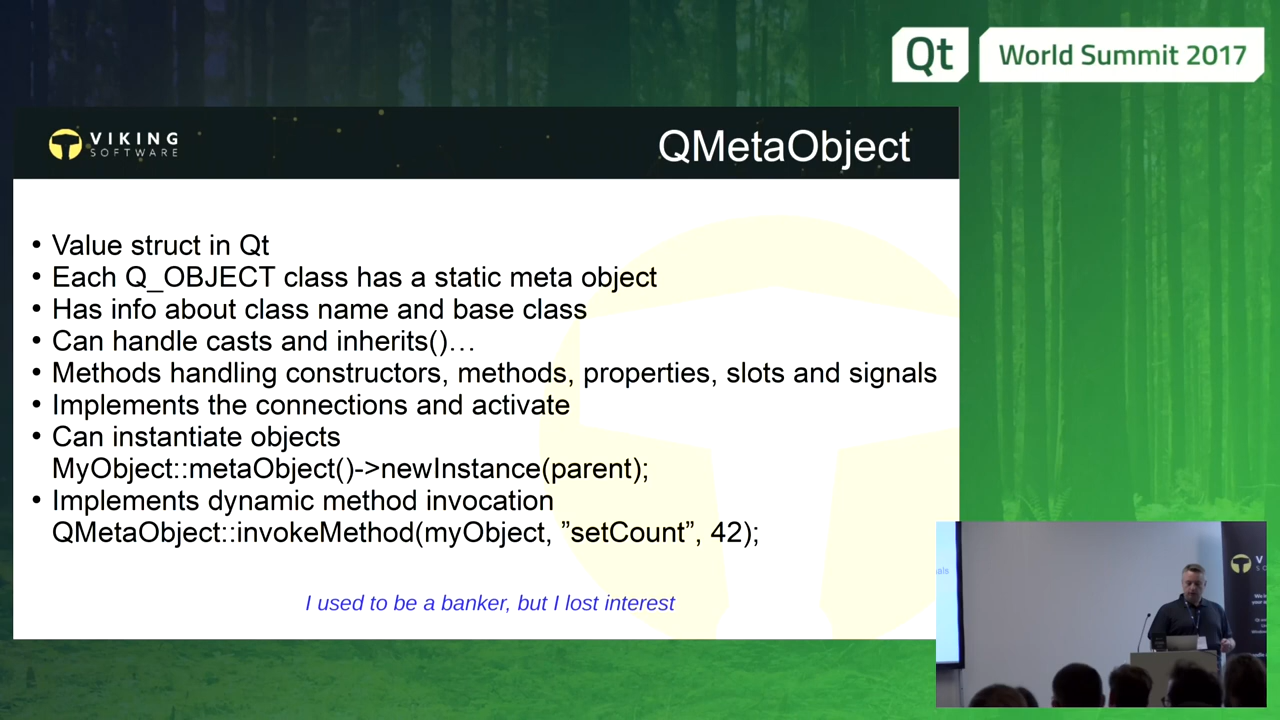 Qt World Summit 2017
VIKING
SOFTWARE
QMetaObject
• Value struct in Qt
• Each Q_OBJECT class has a static meta object
• Has info about class name and base class
• Can handle casts and inherits()…
• Methods handling constructors, methods, properties, slots and signals
• Implements the connections and activate
• Can instantiate objects
MyObject::metaObject()->newInstance(parent);
• Implements dynamic method invocation
QMetaObject::invokeMethod(myObject, ”setCount”, 42);
I used to be a banker, but I lost interest